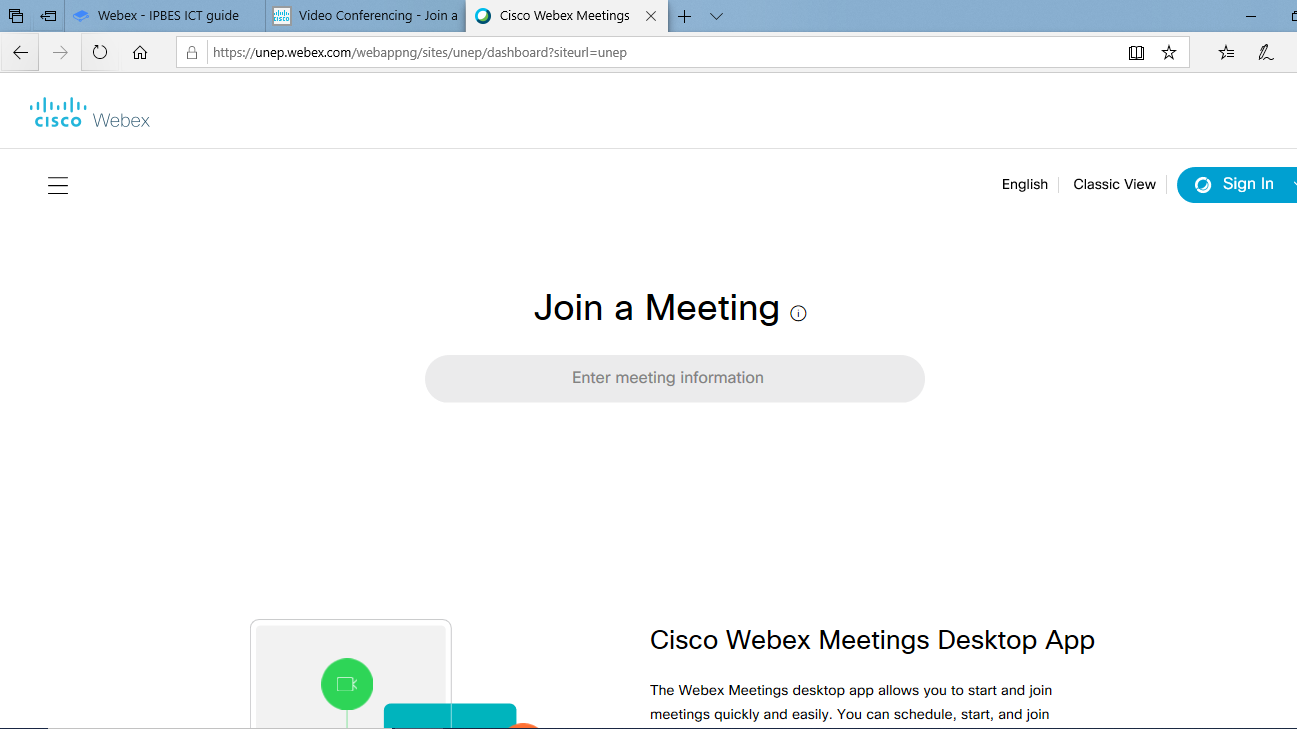 Webex - IPBES ICT guide
Video Conferencing - Join a
Cisco Webex Meetings
https://unep.webex.com/webappng/sites/unep/dashboard?siteurl=unep
CISCO Webex
English
Classic View
Sign In
Join a Meeting
Enter meeting information
Cisco Webex Meetings Desktop App
The Webex Meetings desktop app allows you to start and join
meetings quickly and easily. You can schedule, start, and join